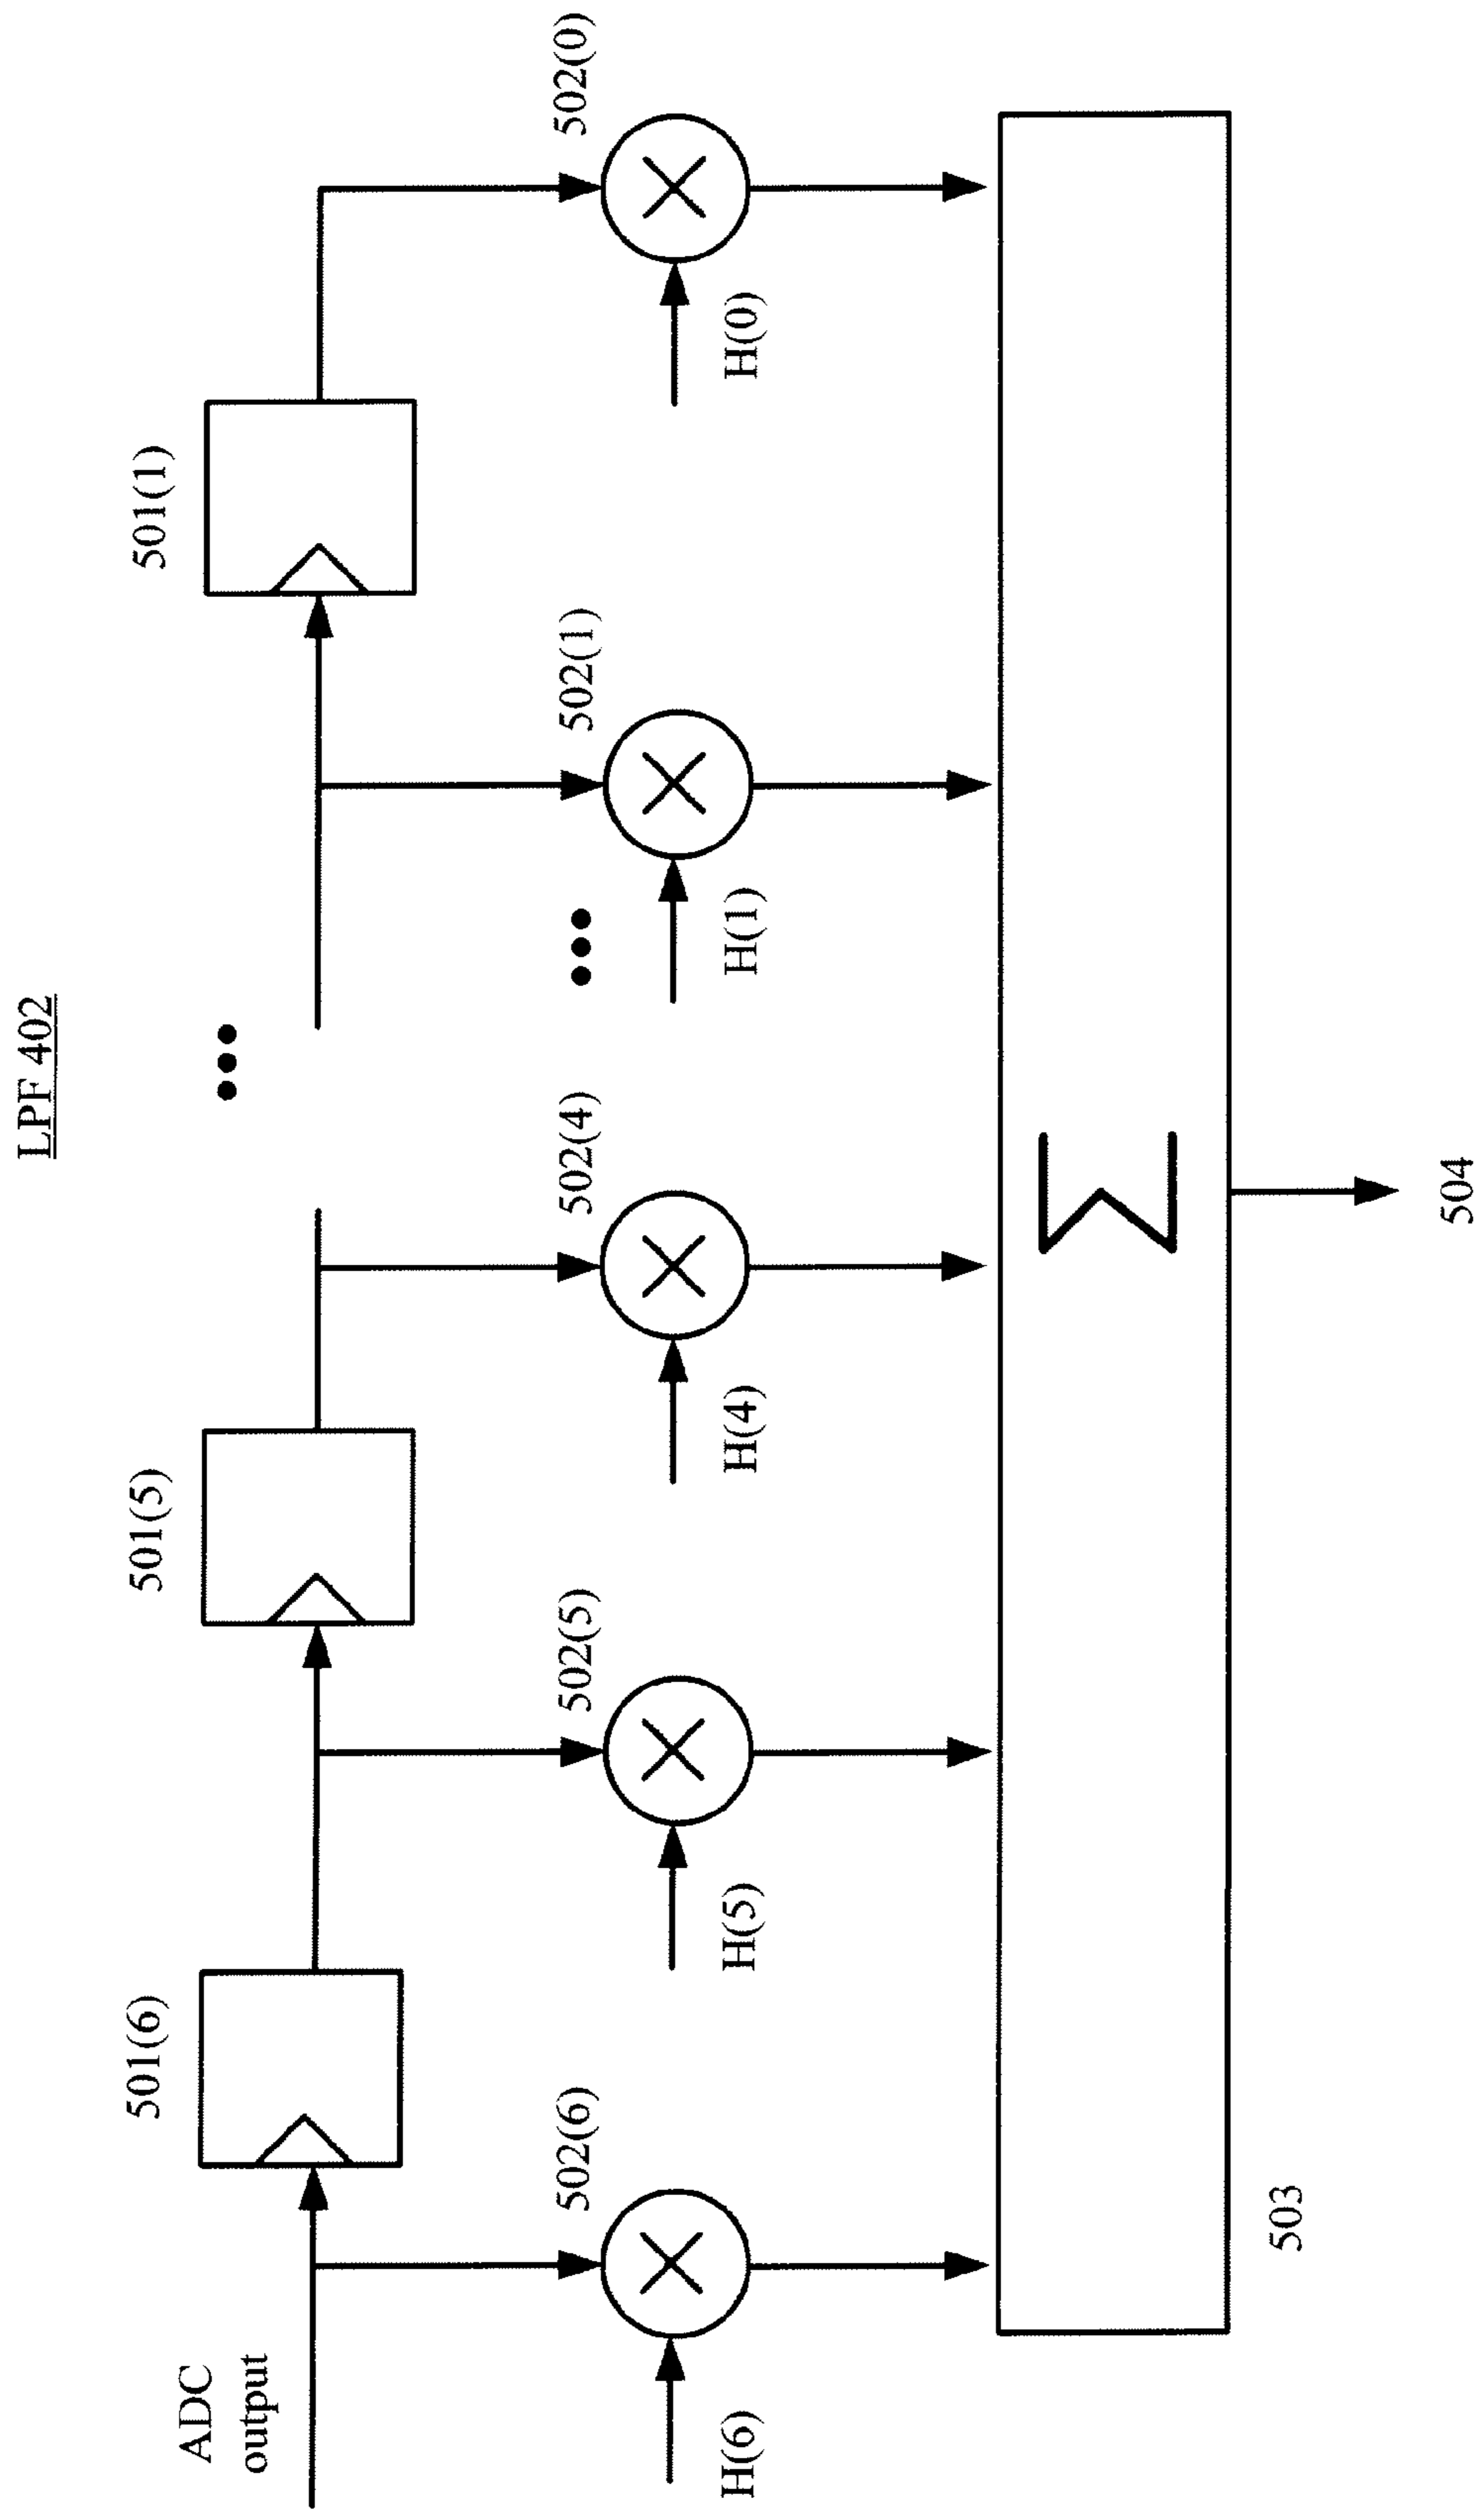 LPF 402
ADC
output
501(6)
501(5)
501(1)
502(6)
502(5)
502(4)
502(1)
502(0)
H(6)
H(5)
H(4)
H(1)
H(0)
Σ
503
504